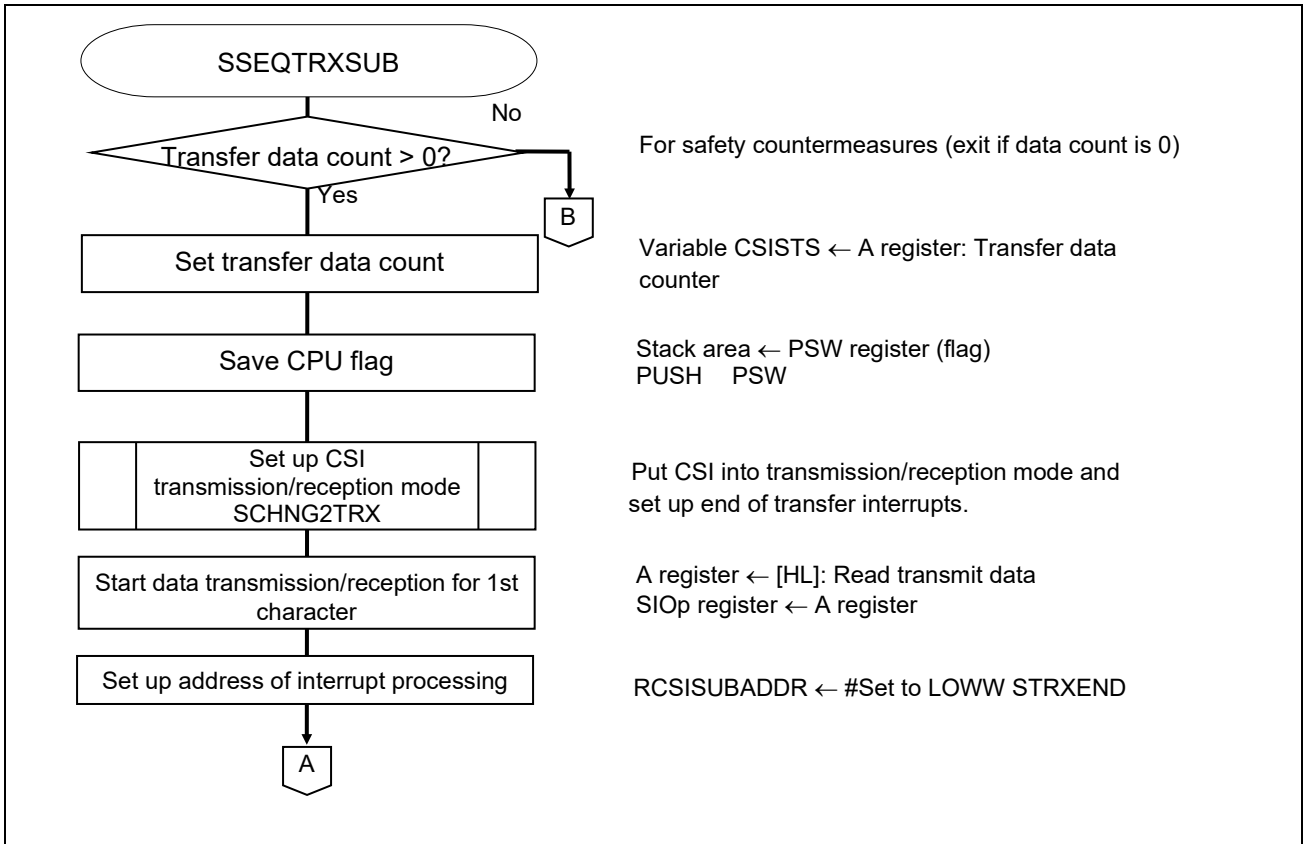 SSEQTRXSUB
No
Transfer data count > 0?
For safety countermeasures (exit if data count is 0)
Yes
B
Set transfer data count
Variable CSISTS ← A register: Transfer data
counter
Save CPU flag
Stack area ← PSW register (flag)
PUSH PSW
Set up CSI
transmission/reception mode
SCHNG2TRX
Put CSI into transmission/reception mode and
set up end of transfer interrupts.
Start data transmission/reception for 1st
character
A register ← [HL]: Read transmit data
SIOp register ← A register
Set up address of interrupt processing
RCSISUBADDR ← #Set to LOWW STRXEND
A